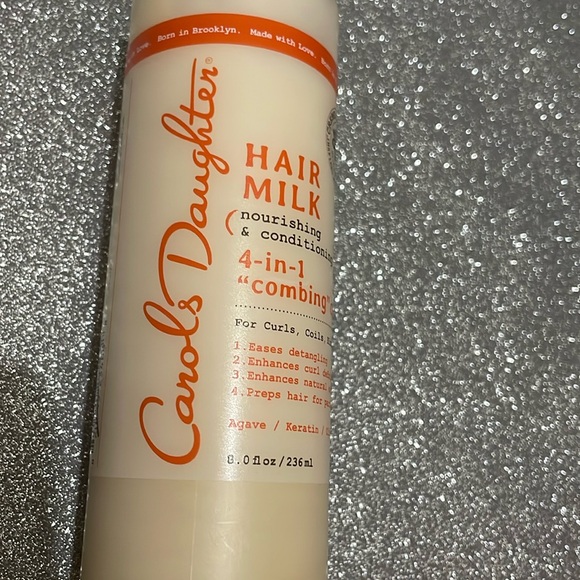 love. Born in Brooklyn. Made with Love. Born
Carol's Daughter®
HAIR
MILK
(nourishing
& conditioning
4-in-1
"combing"
For Curls, Coils,
1.Eases detangling
2.Enhances curl
3.Enhances natural
4.Preps hair for
Agave / Keratin /
8.0 fl oz / 236 ml